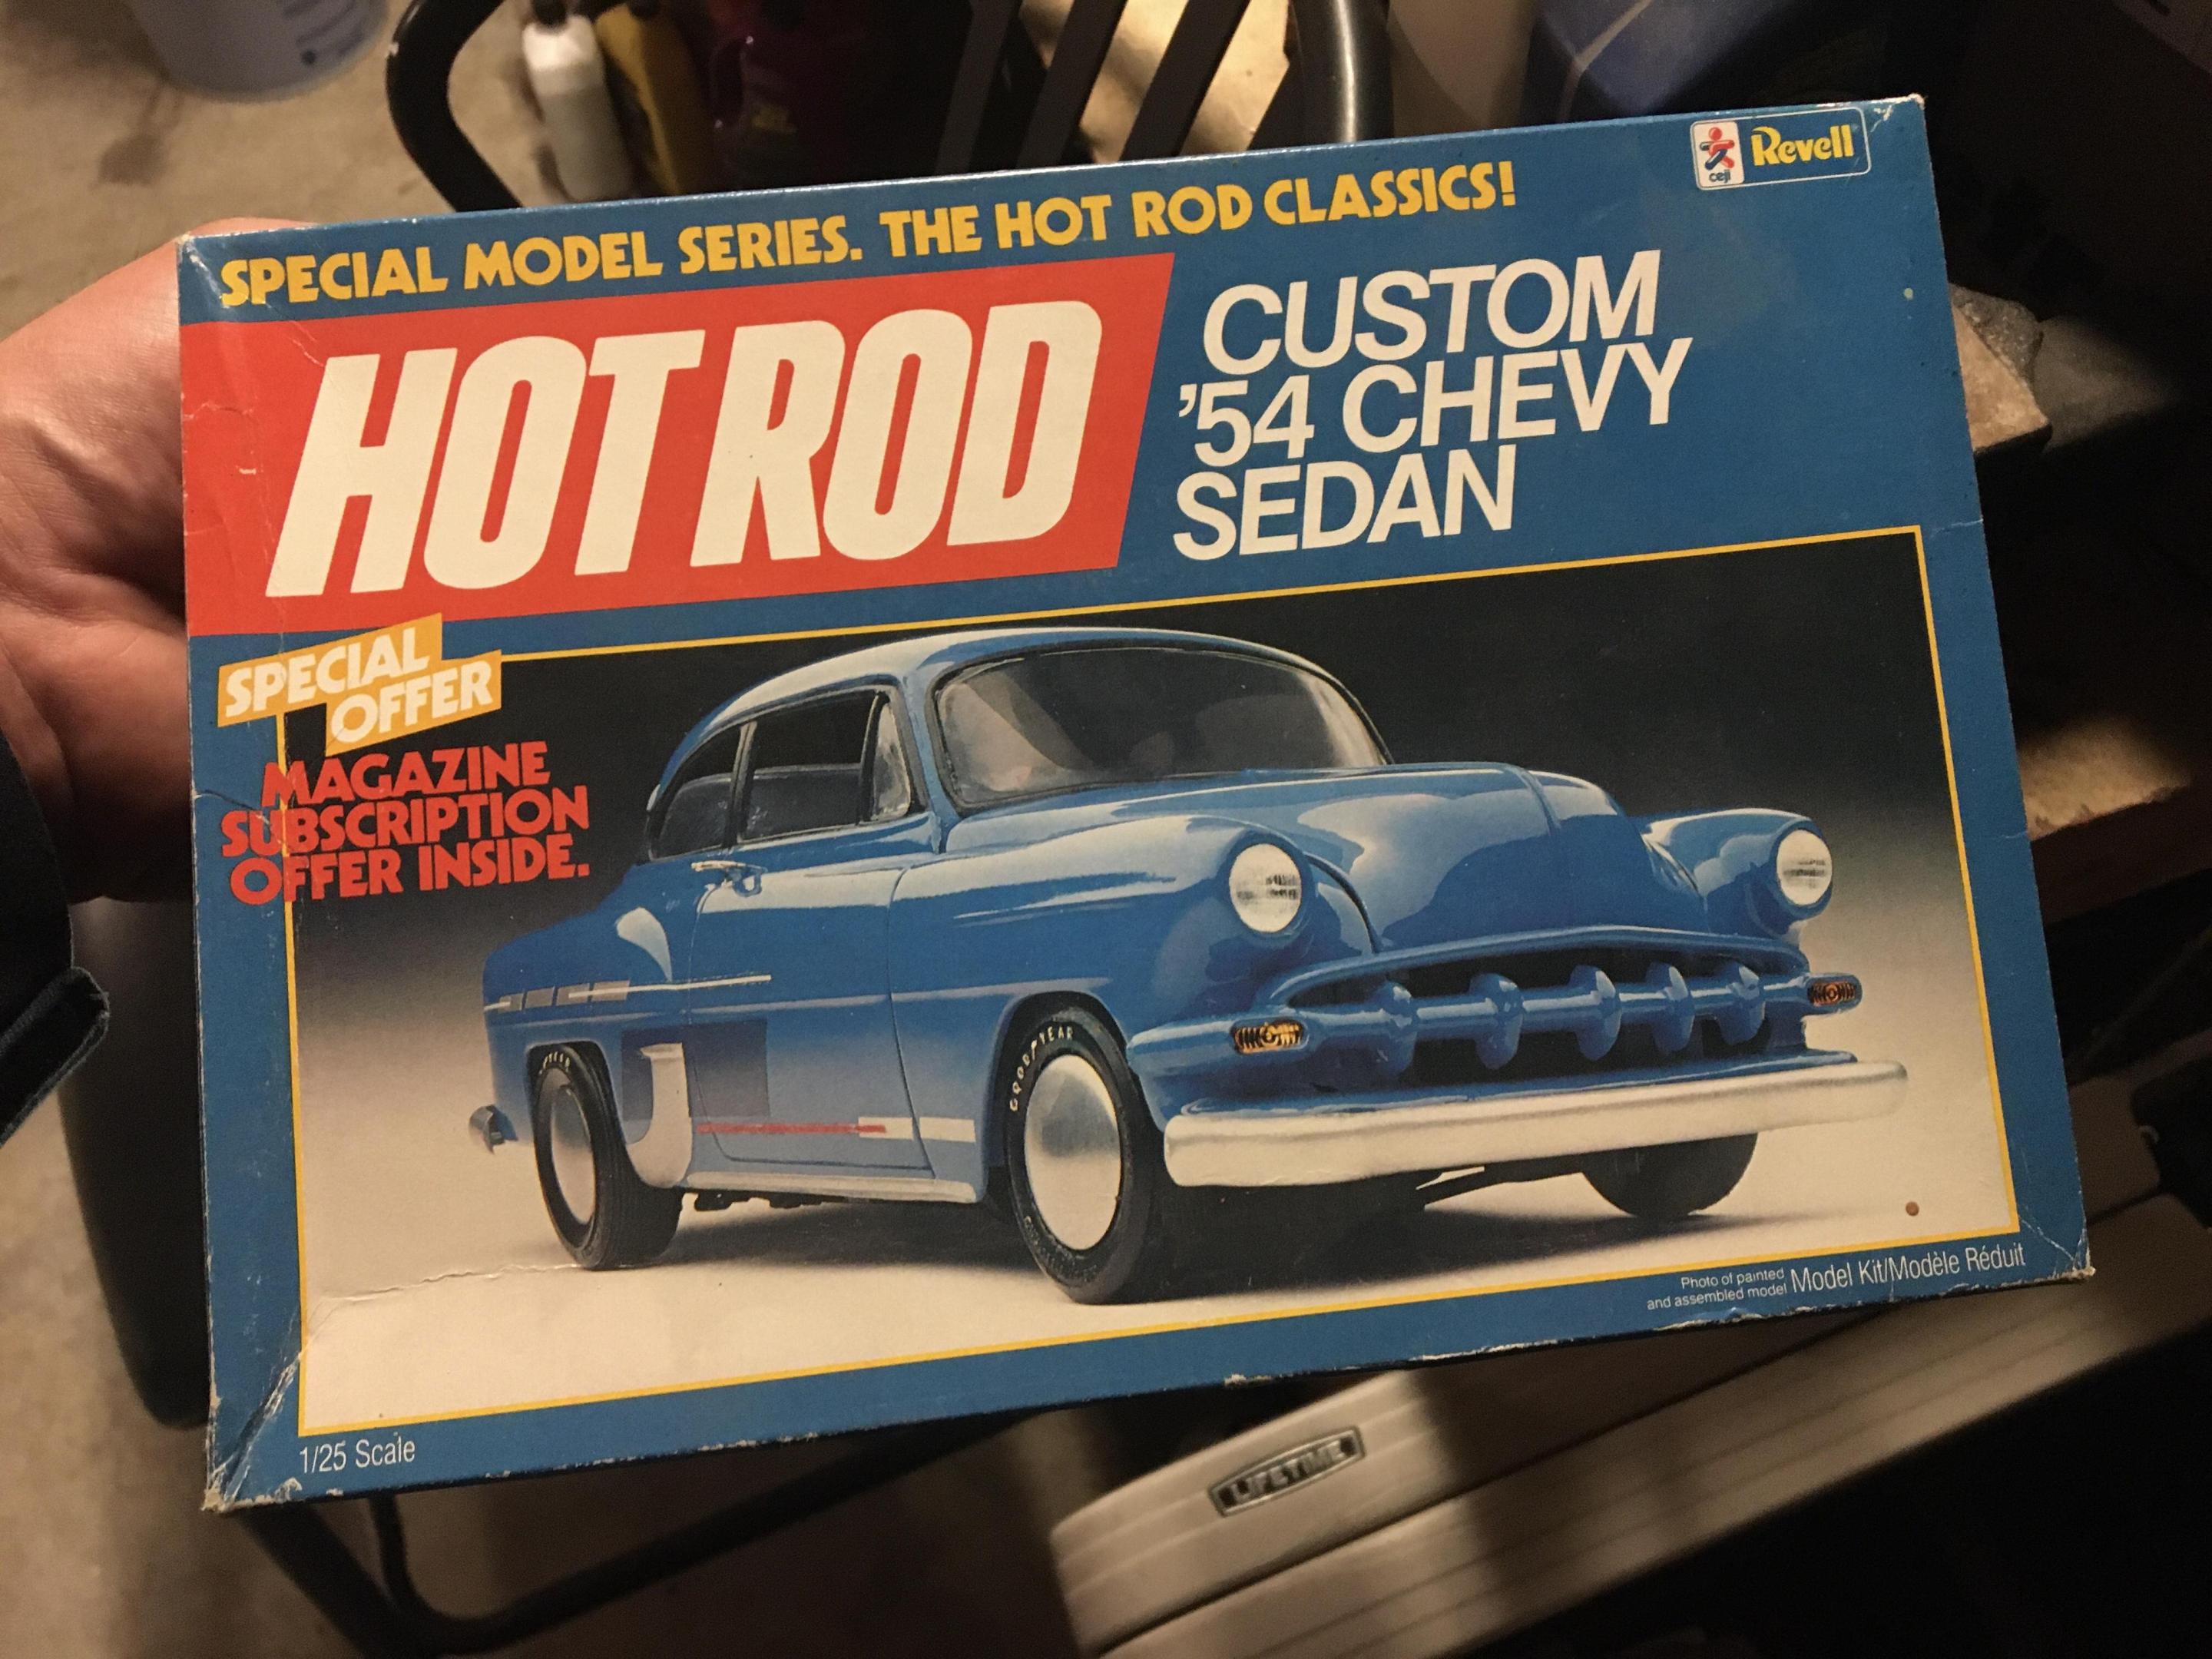 SPECIAL MODEL SERIES. THE HOT ROD CLASSICS!
ceji
Revell
HOT ROD
CUSTOM
'54 CHEVY
SEDAN
SPECIAL
OFFER
MAGAZINE
SUBSCRIPTION
OFFER INSIDE.
GOODYEAR
Photo of painted
and assembled model
Model Kit/Modèle Réduit
1/25 Scale
LIFETIME